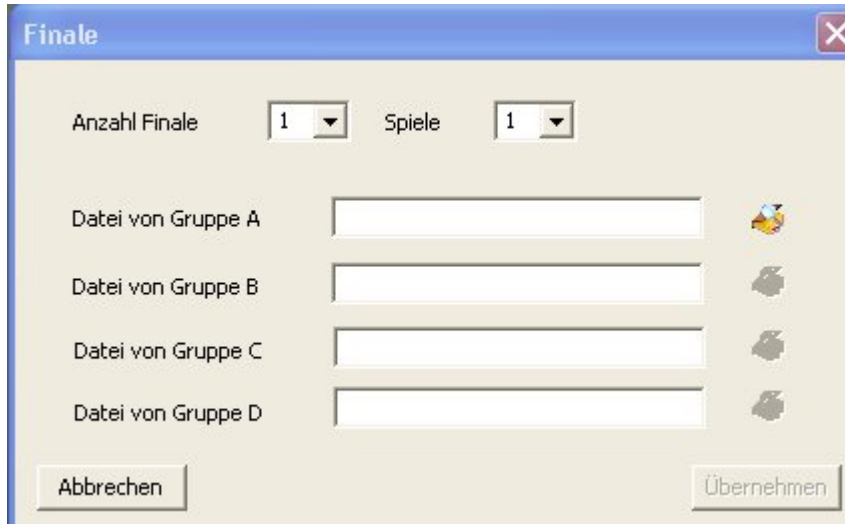 Finale
Anzahl Finale 1 Spiele 1
Datei von Gruppe A
Datei von Gruppe B
Datei von Gruppe C
Datei von Gruppe D
Abbrechen Übernehmen